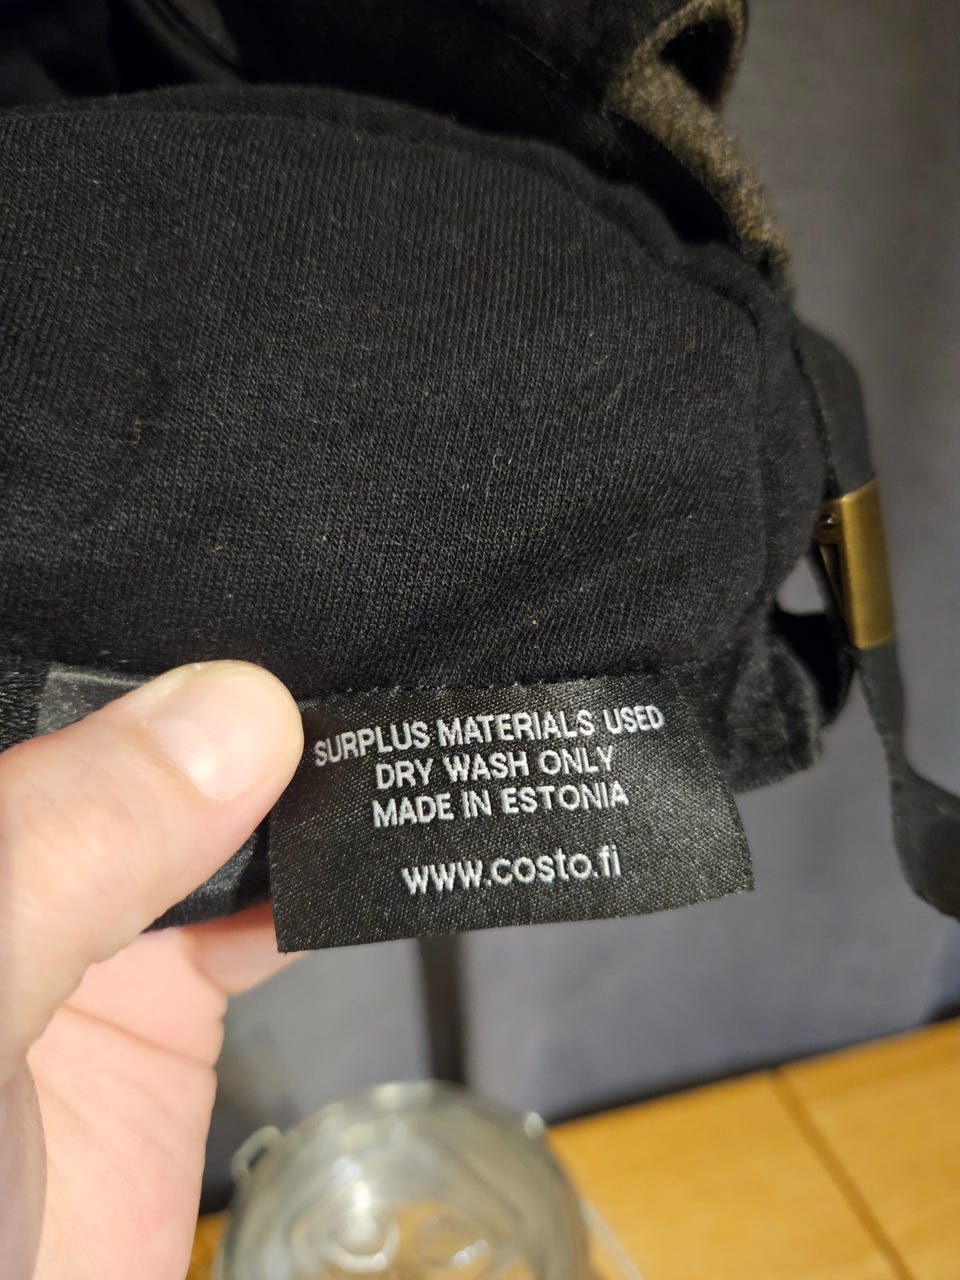 SURPLUS MATERIALS USED
DRY WASH ONLY
MADE IN ESTONIA
www.costo.fi